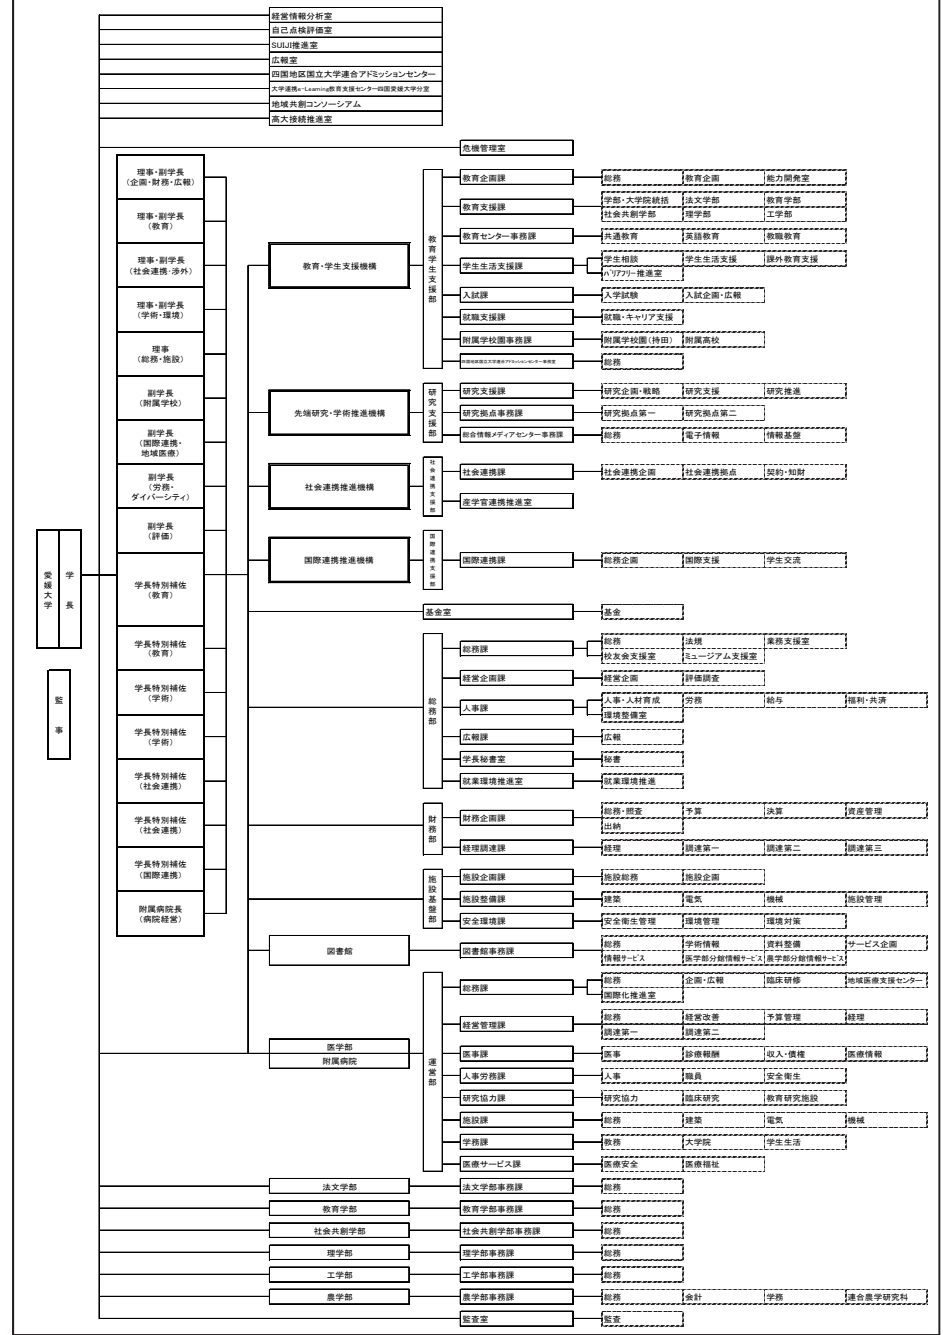 経営情報分析室
自己点検評価室
SUIJI推進室
広報室
四国地区国立大学連合アドミッションセンター
大学連携e-Learning教育支援センター四国愛媛大学分室
地域共創コンソーシアム
高大接続推進室
危機管理室
愛媛大学
学長
監事
理事・副学長
(企画・財務・広報)
理事・副学長
(教育)
理事・副学長
(社会連携・渉外)
理事・副学長
(学術・環境)
理事
(総務・施設)
副学長
(附属学校)
副学長
(国際連携・
地域医療)
副学長
(労務・
ダイバーシティ)
副学長
(評価)
学長特別補佐
(教育)
学長特別補佐
(教育)
学長特別補佐
(学術)
学長特別補佐
(学術)
学長特別補佐
(社会連携)
学長特別補佐
(社会連携)
学長特別補佐
(国際連携)
附属病院長
(病院経営)
教育・学生支援機構
教育学生支援部
教育企画課
総務 教育企画 能力開発室
教育支援課
学部・大学院統括 法文学部 教育学部
社会共創学部 理学部 工学部
教育センター事務課
共通教育 英語教育 教職教育
学生生活支援課
学生相談 学生生活支援 課外教育支援
バリアフリー推進室
入試課
入学試験 入試企画・広報
就職支援課
就職・キャリア支援
附属学校園事務課
附属学校園(持田) 附属高校
四国地区国立大学連合アドミッションセンター事務室
総務
先端研究・学術推進機構
研究支援部
研究支援課
研究企画・戦略 研究支援 研究推進
研究拠点事務課
研究拠点第一 研究拠点第二
総合情報メディアセンター事務課
総務 電子情報 情報基盤
社会連携推進機構
社会連携支援部
社会連携課
社会連携企画 社会連携拠点 契約・知財
産学官連携推進室
国際連携推進機構
国際連携支援部
国際連携課
総務企画 国際支援 学生交流
基金室
基金
総務部
総務課
総務 法規 業務支援室
校友会支援室 ミュージアム支援室
経営企画課
経営企画 評価調査
人事課
人事・人材育成 労務 給与 福利・共済
環境整備室
広報課
広報
学長秘書室
秘書
就業環境推進室
就業環境推進
財務部
財務企画課
総務・照査 予算 決算 資産管理
出納
経理調達課
経理 調達第一 調達第二 調達第三
施設基盤部
施設企画課
施設総務 施設企画
施設整備課
建築 電気 機械 施設管理
安全環境課
安全衛生管理 環境管理 環境対策
図書館
図書館事務課
総務 学術情報 資料整備 サービス企画
情報サービス 医学部分館情報サービス 農学部分館情報サービス
医学部
附属病院
運営部
総務課
総務 企画・広報 臨床研修 地域医療支援センター
国際化推進室
経営管理課
総務 経営改善 予算管理 経理
調達第一 調達第二
医事課
医事 診療報酬 収入・債権 医療情報
人事労務課
人事 職員 安全衛生
研究協力課
研究協力 臨床研究 教育研究施設
施設課
総務 建築 電気 機械
学務課
教務 大学院 学生生活
医療サービス課
医療安全 医療福祉
法文学部
法文学部事務課
総務
教育学部
教育学部事務課
総務
社会共創学部
社会共創学部事務課
総務
理学部
理学部事務課
総務
工学部
工学部事務課
総務
農学部
農学部事務課
総務 会計 学務 連合農学研究科
監査室
監査